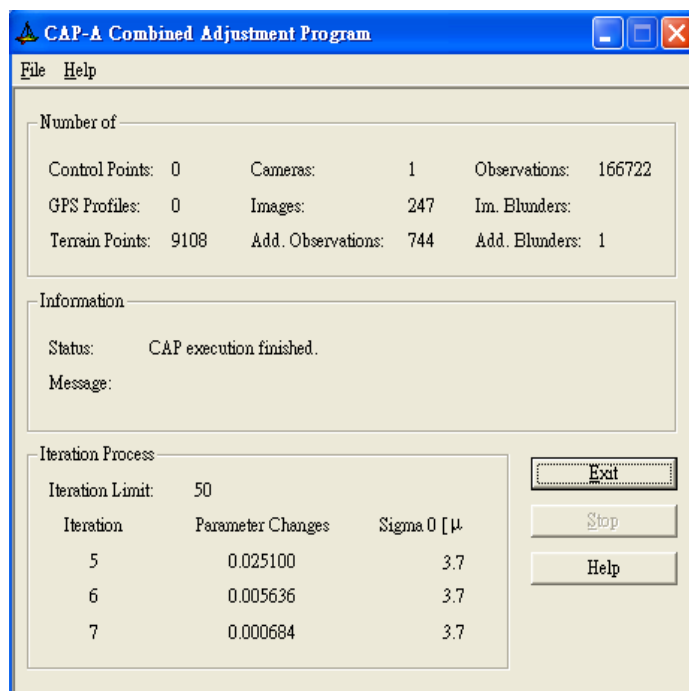 CAP-A Combined Adjustment Program
File Help
Number of
Control Points: 0 Cameras: 1 Observations: 166722
GPS Profiles: 0 Images: 247 Im. Blunders:
Terrain Points: 9108 Add. Observations: 744 Add. Blunders: 1
Information
Status: CAP execution finished.
Message:
Iteration Process
Iteration Limit: 50
Iteration Parameter Changes Sigma 0 [μ
5 0.025100 3.7
6 0.005636 3.7
7 0.000684 3.7
Exit
Stop
Help